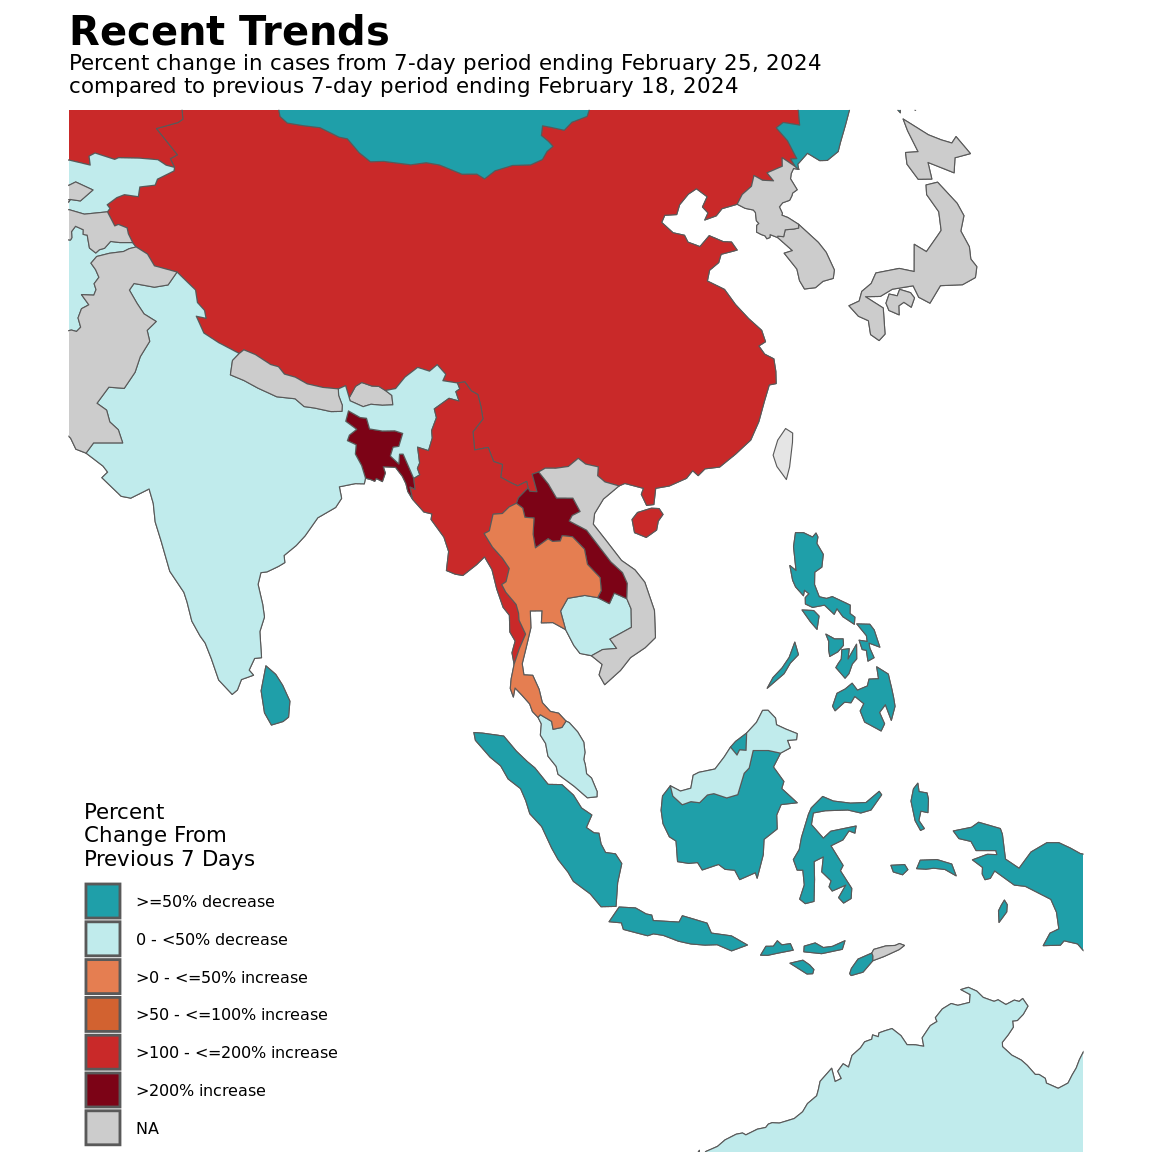 Recent Trends
Percent change in cases from 7-day period ending February 25, 2024
compared to previous 7-day period ending February 18, 2024
Percent
Change From
Previous 7 Days
>=50% decrease
0 - <50% decrease
>0 - <=50% increase
>50 - <=100% increase
>100 - <=200% increase
>200% increase
NA